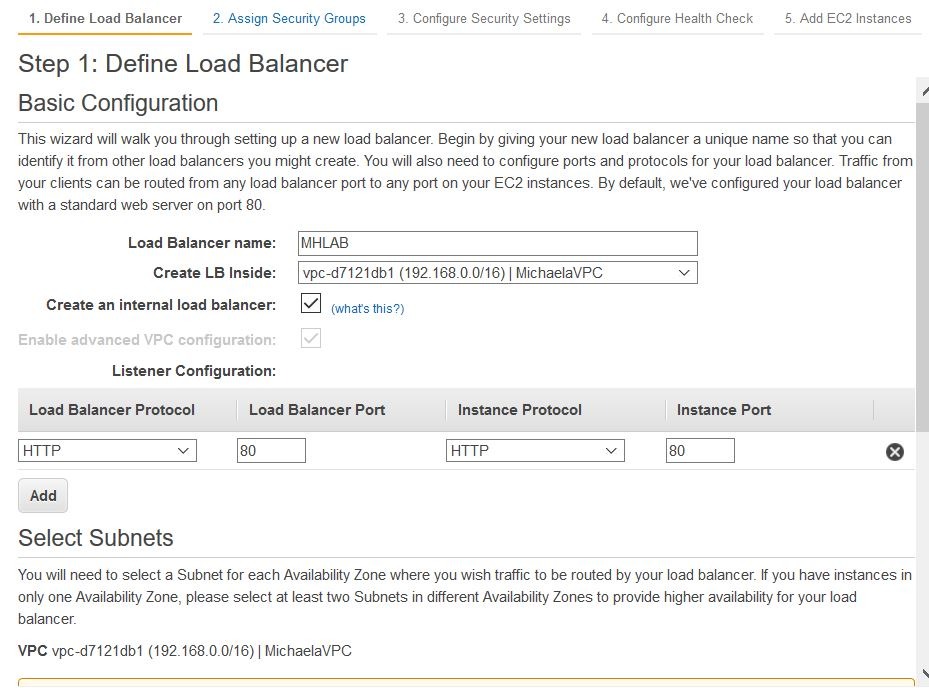 1. Define Load Balancer 2. Assign Security Groups 3. Configure Security Settings 4. Configure Health Check 5. Add EC2 Instances
Step 1: Define Load Balancer
Basic Configuration
This wizard will walk you through setting up a new load balancer. Begin by giving your new load balancer a unique name so that you can
identify it from other load balancers you might create. You will also need to configure ports and protocols for your load balancer. Traffic from
your clients can be routed from any load balancer port to any port on your EC2 instances. By default, we've configured your load balancer
with a standard web server on port 80.
Load Balancer name: MHLAB
Create LB Inside: vpc-d7121db1 (192.168.0.0/16) | MichaelaVPC
Create an internal load balancer: (what's this?)
Enable advanced VPC configuration:
Listener Configuration:
Load Balancer Protocol Load Balancer Port Instance Protocol Instance Port
HTTP 80 HTTP 80
Add
Select Subnets
You will need to select a Subnet for each Availability Zone where you wish traffic to be routed by your load balancer. If you have instances in
only one Availability Zone, please select at least two Subnets in different Availability Zones to provide higher availability for your load
balancer.
VPC vpc-d7121db1 (192.168.0.0/16) | MichaelaVPC